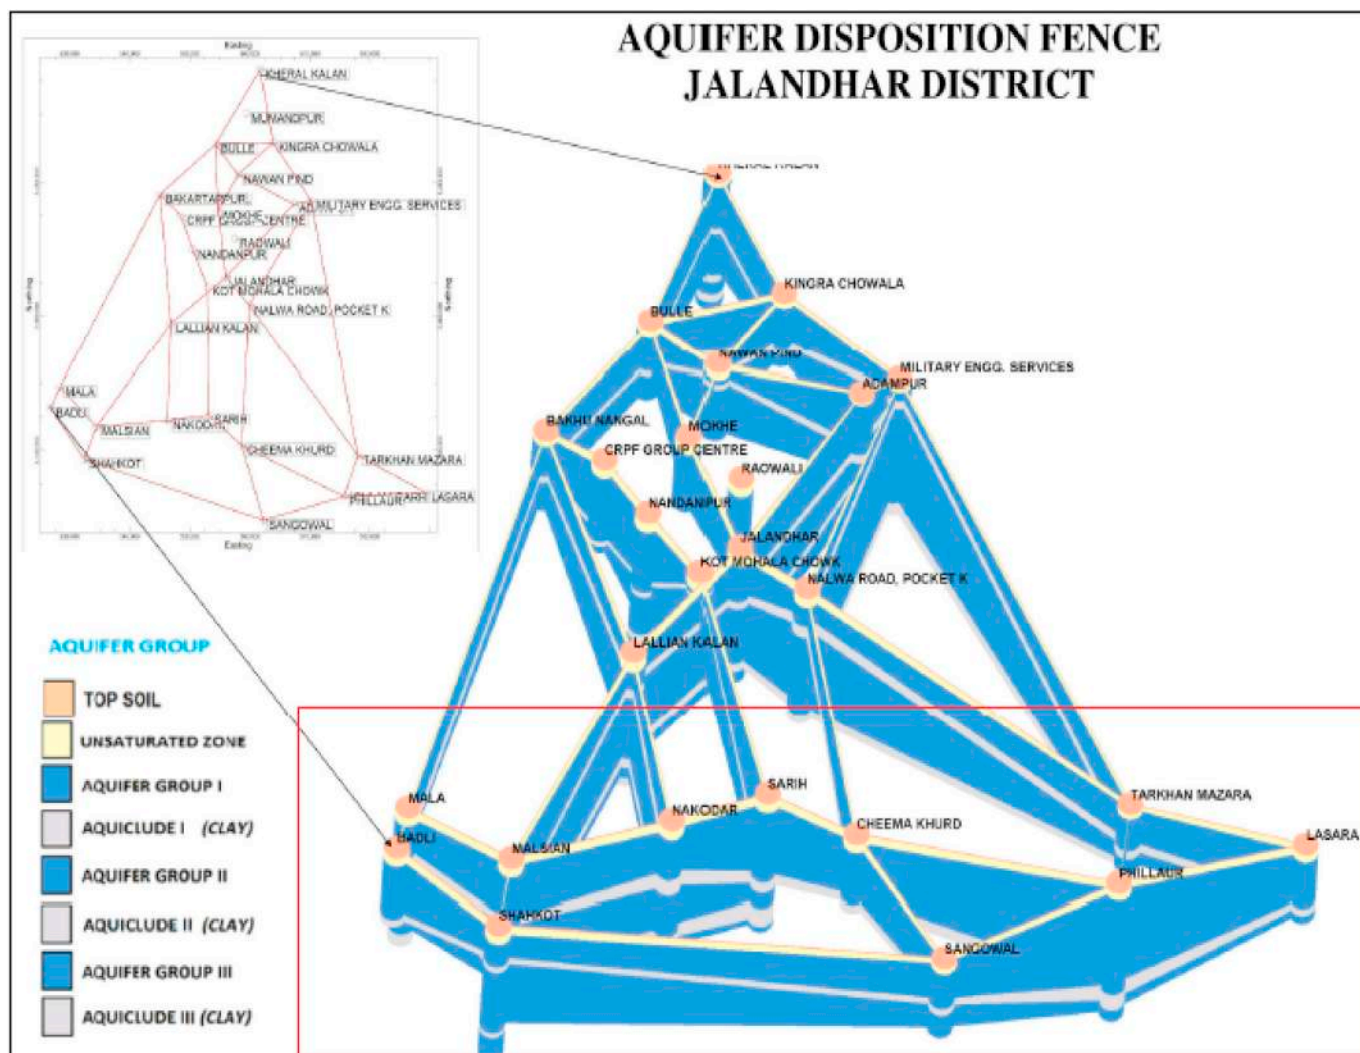 AQUIFER DISPOSITION FENCE
JALANDHAR DISTRICT
Easting
KHERAL KALAN
MUMANDPUR
BULLE
KINGRA CHOWALA
NAWAN PIND
BAKARTARPUR
MILITARY ENGG. SERVICES
MOKHE
CRPF GROUP CENTRE
RAOWALI
NANDANPUR
JALANDHAR
KOT MOHALA CHOWK
NALWA ROAD, POCKET K
LALLIAN KALAN
MALA
BADLI
MALSIAN
NAKODAR
SARIH
CHEEMA KHURD
SHAHKOT
TARKHAN MAZARA
PHILLAUR
LASARA
SANGOWAL
Easting
KHERAL KALAN
KINGRA CHOWALA
BULLE
NAWAN PIND
MILITARY ENGG. SERVICES
ADAMPUR
BAKHU NANGAL
MOKHE
CRPF GROUP CENTRE
RAOWALI
NANDANPUR
JALANDHAR
KOT MOHALA CHOWK
NALWA ROAD, POCKET K
LALLIAN KALAN
MALA
SARIH
TARKHAN MAZARA
NAKODAR
BADLI
MALSIAN
CHEEMA KHURD
LASARA
PHILLAUR
SHAHKOT
SANGOWAL
AQUIFER GROUP
TOP SOIL
UNSATURATED ZONE
AQUIFER GROUP I
AQUICLUDE I (CLAY)
AQUIFER GROUP II
AQUICLUDE II (CLAY)
AQUIFER GROUP III
AQUICLUDE III (CLAY)